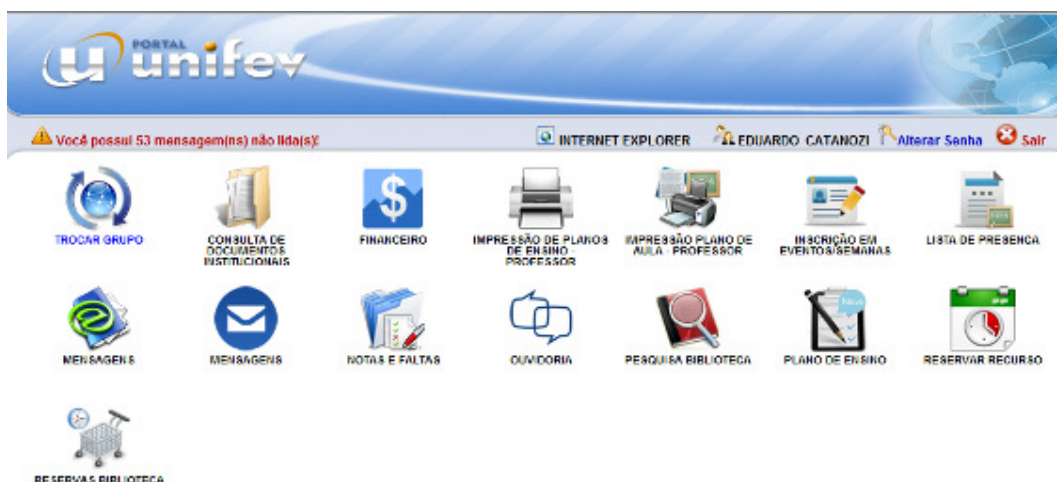 PORTAL
unifev
Você possui 53 mensagem(ns) não lida(s)!
INTERNET EXPLORER
EDUARDO CATANOZI
Alterar Senha
Sair
TROCAR GRUPO
CONSULTA DE
DOCUMENTOS
INSTITUCIONAIS
FINANCEIRO
IMPRESSÃO DE PLANOS
DE ENSINO -
PROFESSOR
IMPRESSÃO PLANO DE
AULA - PROFESSOR
INSCRIÇÃO EM
EVENTOS/SEMANAS
LISTA DE PRESENCA
MENSAGENS
MENSAGENS
NOTAS E FALTAS
OUVIDORIA
PESQUISA BIBLIOTECA
Novo
PLANO DE ENSINO
RESERVAR RECURSO
RESERVAS BIBLIOTECA